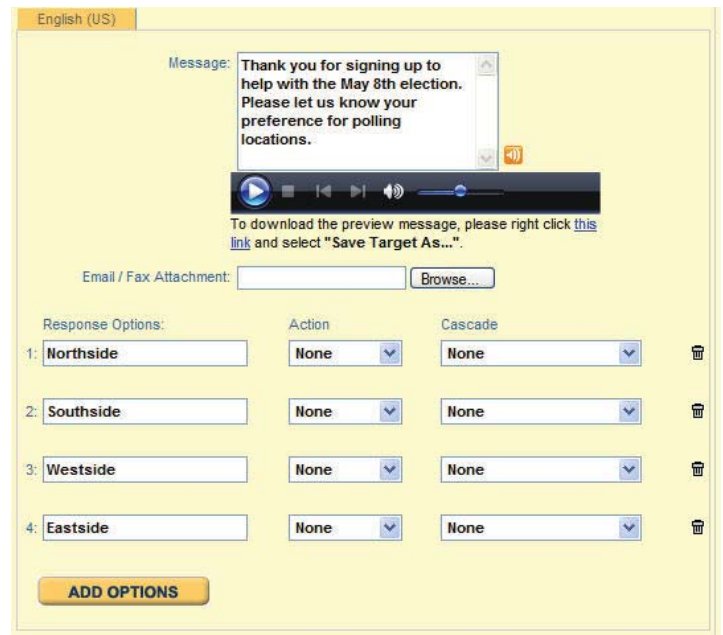 English (US)
Message:
Thank you for signing up to
help with the May 8th election.
Please let us know your
preference for polling
locations.
To download the preview message, please right click this
link and select "Save Target As...".
Email / Fax Attachment: Browse...
Response Options: Action Cascade
1: Northside None None
2: Southside None None
3: Westside None None
4: Eastside None None
ADD OPTIONS